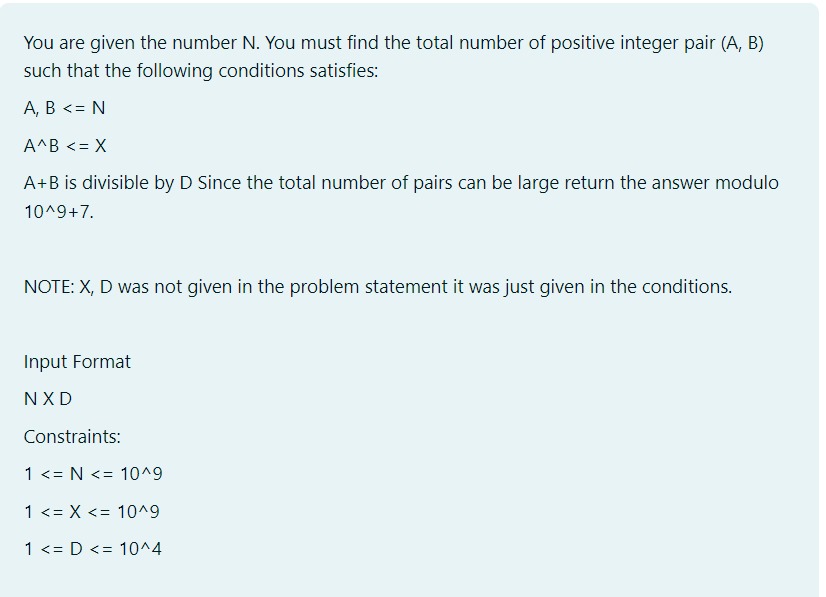 You are given the number N. You must find the total number of positive integer pair (A, B)
such that the following conditions satisfies:
A, B <= N
A^B <= X
A+B is divisible by D Since the total number of pairs can be large return the answer modulo
10^9+7.
NOTE: X, D was not given in the problem statement it was just given in the conditions.
Input Format
N X D
Constraints:
1 <= N <= 10^9
1 <= X <= 10^9
1 <= D <= 10^4